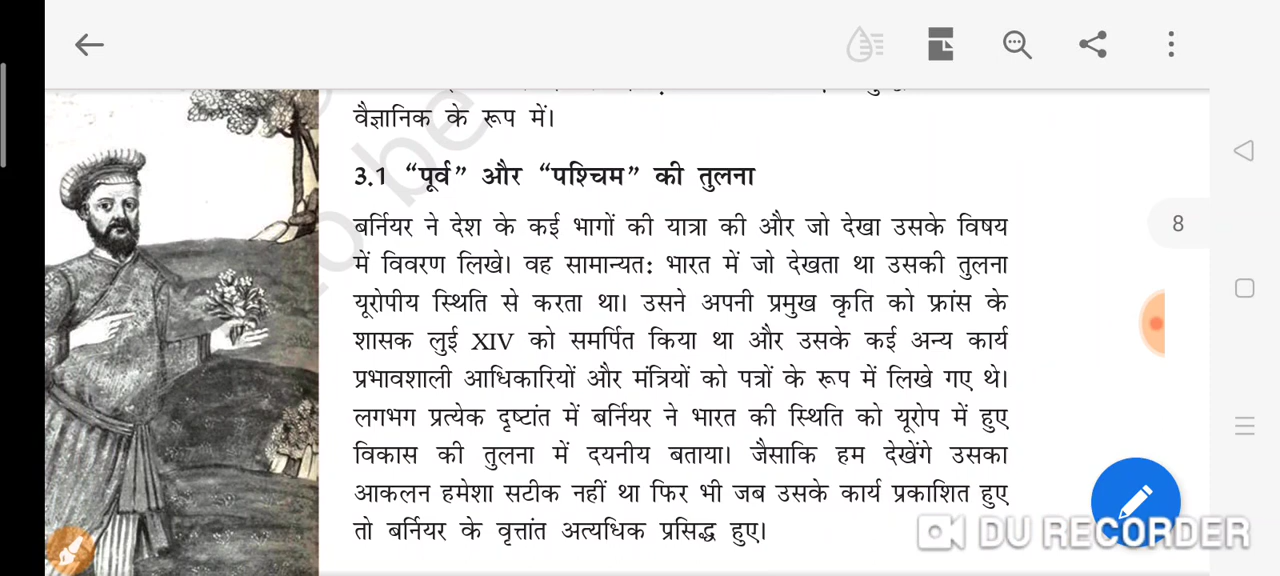 वैज्ञानिक के रूप में।
3.1 “पूर्व” और “पश्चिम” की तुलना
बर्नियर ने देश के कई भागों की यात्रा की और जो देखा उसके विषय
में विवरण लिखे। वह सामान्यत: भारत में जो देखता था उसकी तुलना
यूरोपीय स्थिति से करता था। उसने अपनी प्रमुख कृति को फ्रांस के
शासक लुई XIV को समर्पित किया था और उसके कई अन्य कार्य
प्रभावशाली आधिकारियों और मंत्रियों को पत्रों के रूप में लिखे गए थे।
लगभग प्रत्येक दृष्टांत में बर्नियर ने भारत की स्थिति को यूरोप में हुए
विकास की तुलना में दयनीय बताया। जैसाकि हम देखेंगे उसका
आकलन हमेशा सटीक नहीं था फिर भी जब उसके कार्य प्रकाशित हुए
तो बर्नियर के वृत्तांत अत्यधिक प्रसिद्ध हुए।
to be
8
DU RECORDER